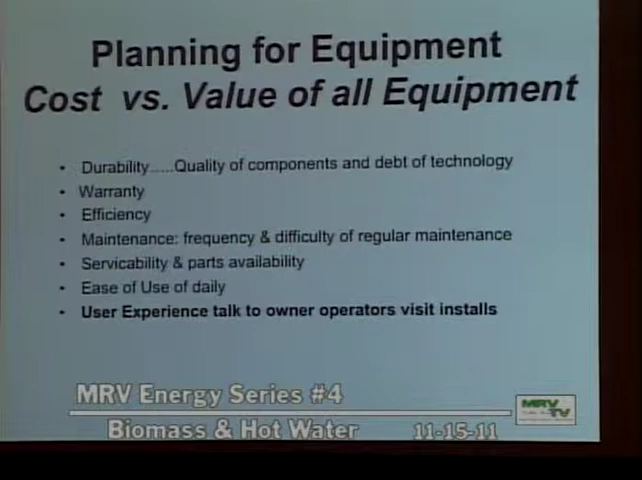 Planning for Equipment
Cost vs. Value of all Equipment
• Durability.....Quality of components and debt of technology
• Warranty
• Efficiency
• Maintenance: frequency & difficulty of regular maintenance
• Servicability & parts availability
• Ease of Use of daily
• User Experience talk to owner operators visit installs
MRV Energy Series #4
Biomass & Hot Water 11-15-11
MRV
TV